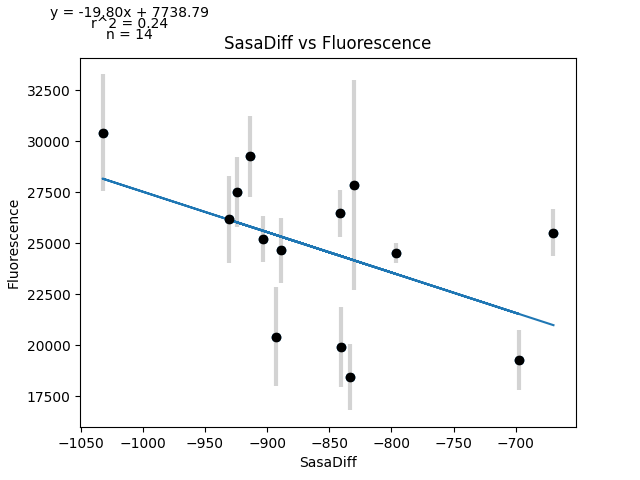 y = -19.80x + 7738.79
r^2 = 0.24
n = 14
SasaDiff vs Fluorescence
Fluorescence
32500
30000
27500
25000
22500
20000
17500
−1050 −1000 −950 −900 −850 −800 −750 −700
SasaDiff